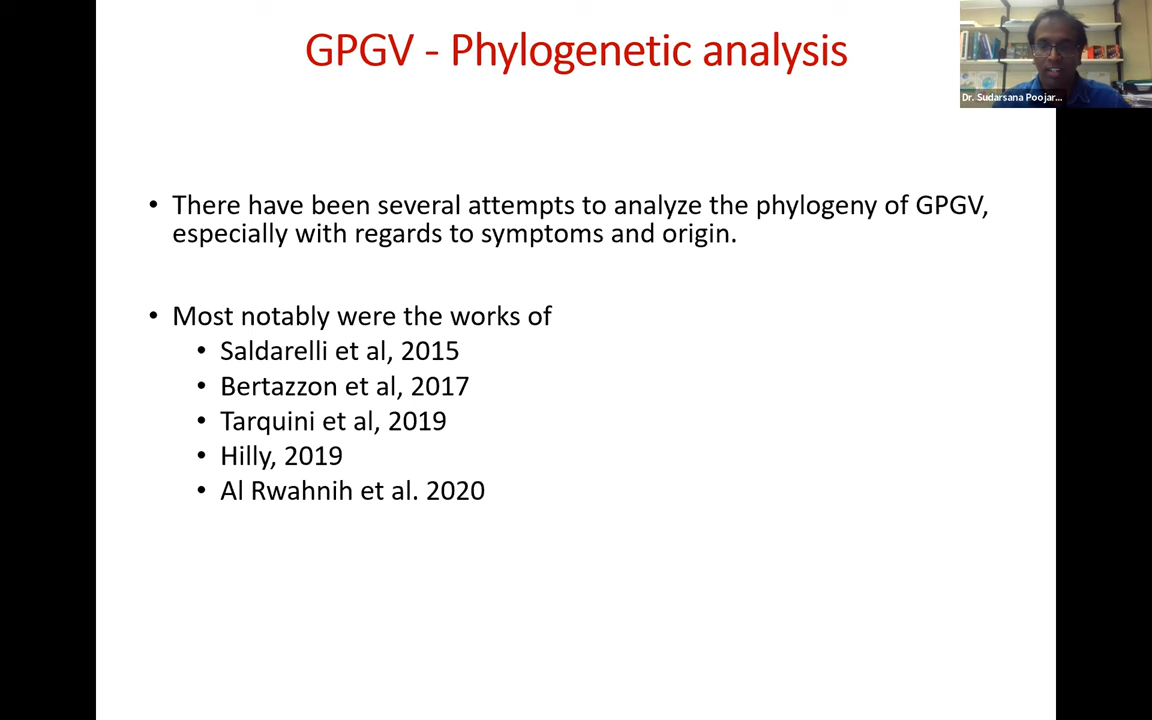 GPGV - Phylogenetic analysis
Dr. Sudarsana Poojar...
• There have been several attempts to analyze the phylogeny of GPGV,
especially with regards to symptoms and origin.
• Most notably were the works of
• Saldarelli et al, 2015
• Bertazzon et al, 2017
• Tarquini et al, 2019
• Hilly, 2019
• Al Rwahnih et al. 2020